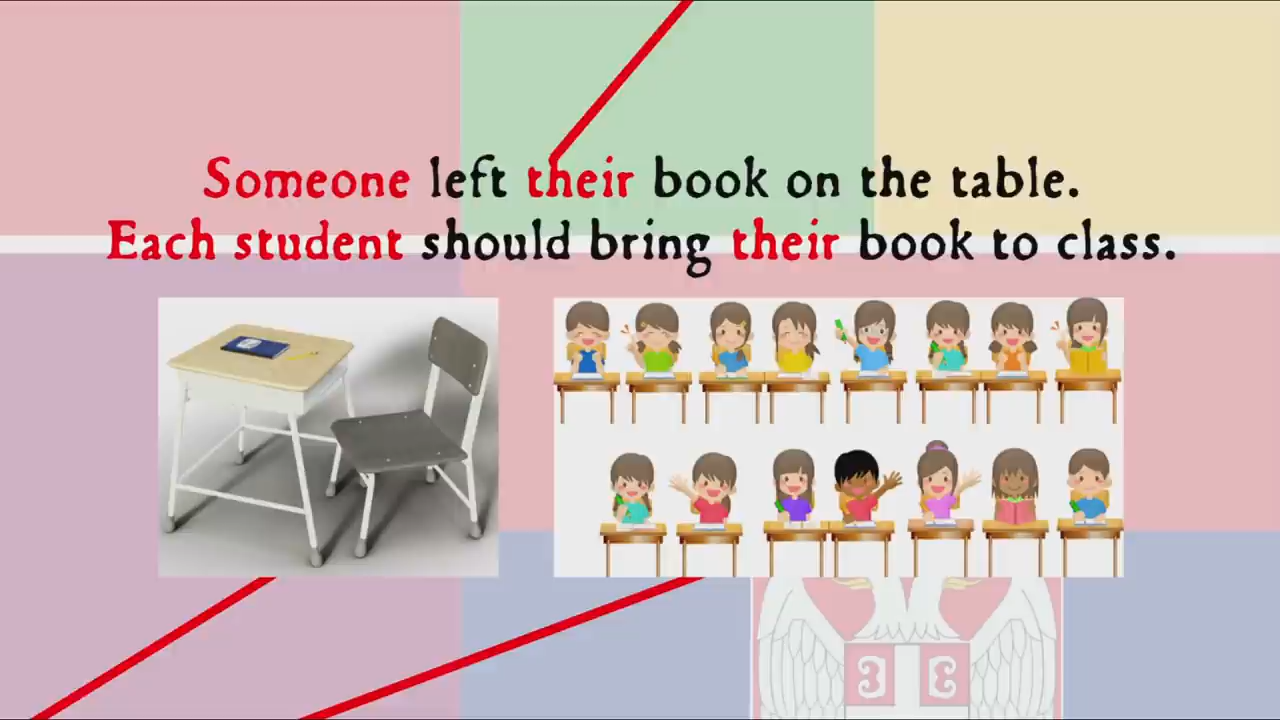 Someone left their book on the table.
Each student should bring their book to class.